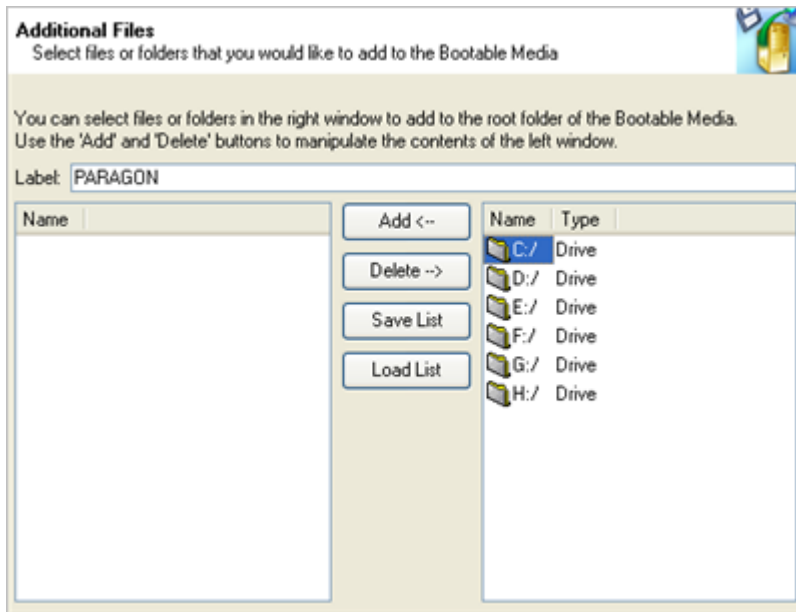 Additional Files
Select files or folders that you would like to add to the Bootable Media
You can select files or folders in the right window to add to the root folder of the Bootable Media.
Use the 'Add' and 'Delete' buttons to manipulate the contents of the left window.
Label: PARAGON
Name
Add <--
Delete -->
Save List
Load List
Name Type
C:/ Drive
D:/ Drive
E:/ Drive
F:/ Drive
G:/ Drive
H:/ Drive